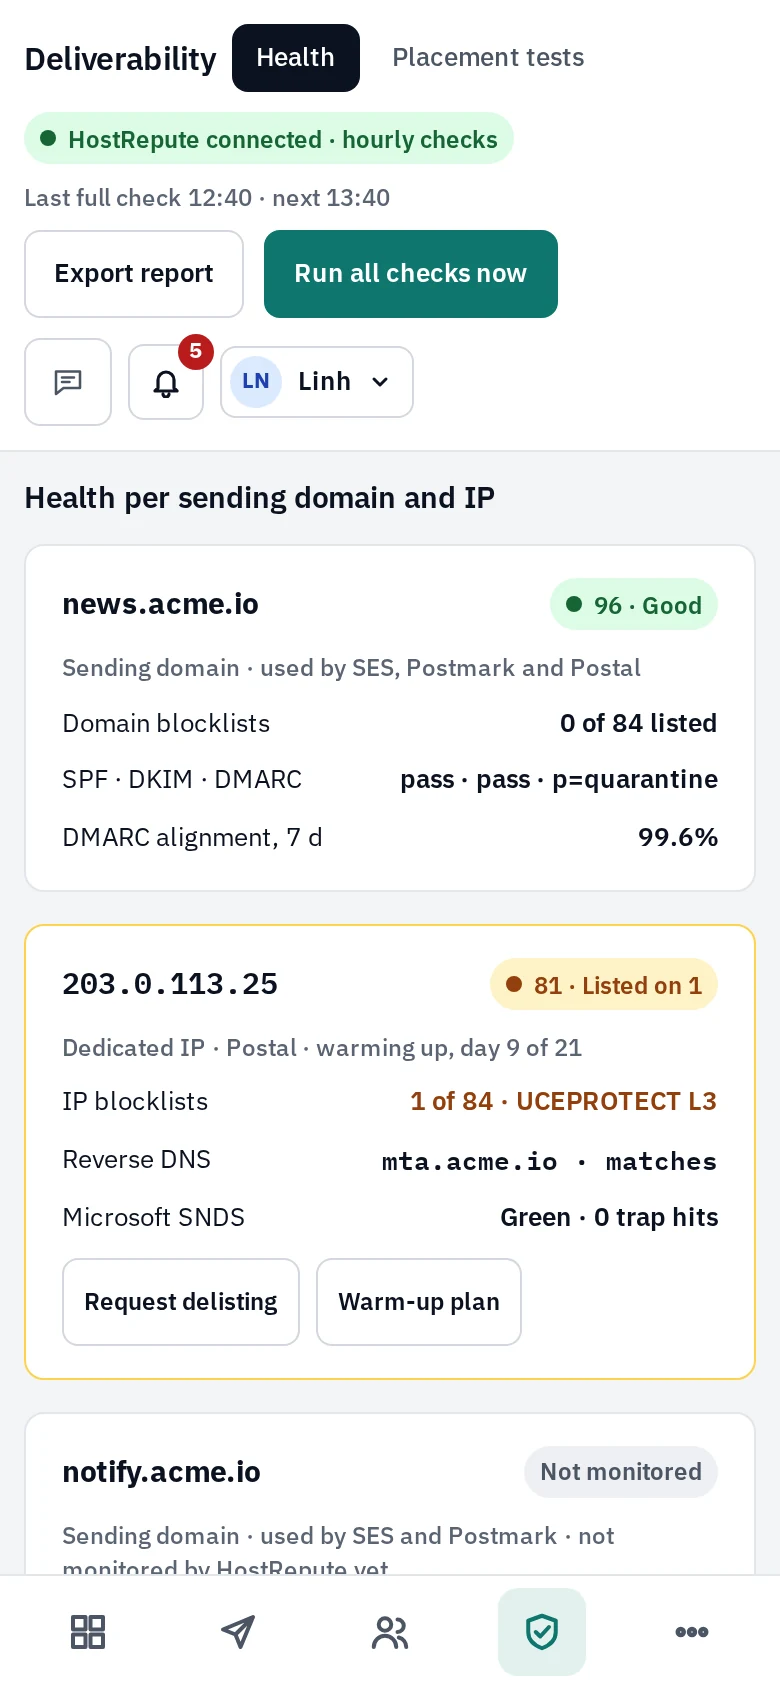 Deliverability Health Placement tests
HostRepute connected · hourly checks
Last full check 12:40 · next 13:40
Export report Run all checks now
5
LN Linh
Health per sending domain and IP
news.acme.io 96 · Good
Sending domain · used by SES, Postmark and Postal
Domain blocklists 0 of 84 listed
SPF · DKIM · DMARC pass · pass · p=quarantine
DMARC alignment, 7 d 99.6%
203.0.113.25 81 · Listed on 1
Dedicated IP · Postal · warming up, day 9 of 21
IP blocklists 1 of 84 · UCEPROTECT L3
Reverse DNS mta.acme.io · matches
Microsoft SNDS Green · 0 trap hits
Request delisting Warm-up plan
notify.acme.io Not monitored
Sending domain · used by SES and Postmark · not
monitored by HostRepute yet